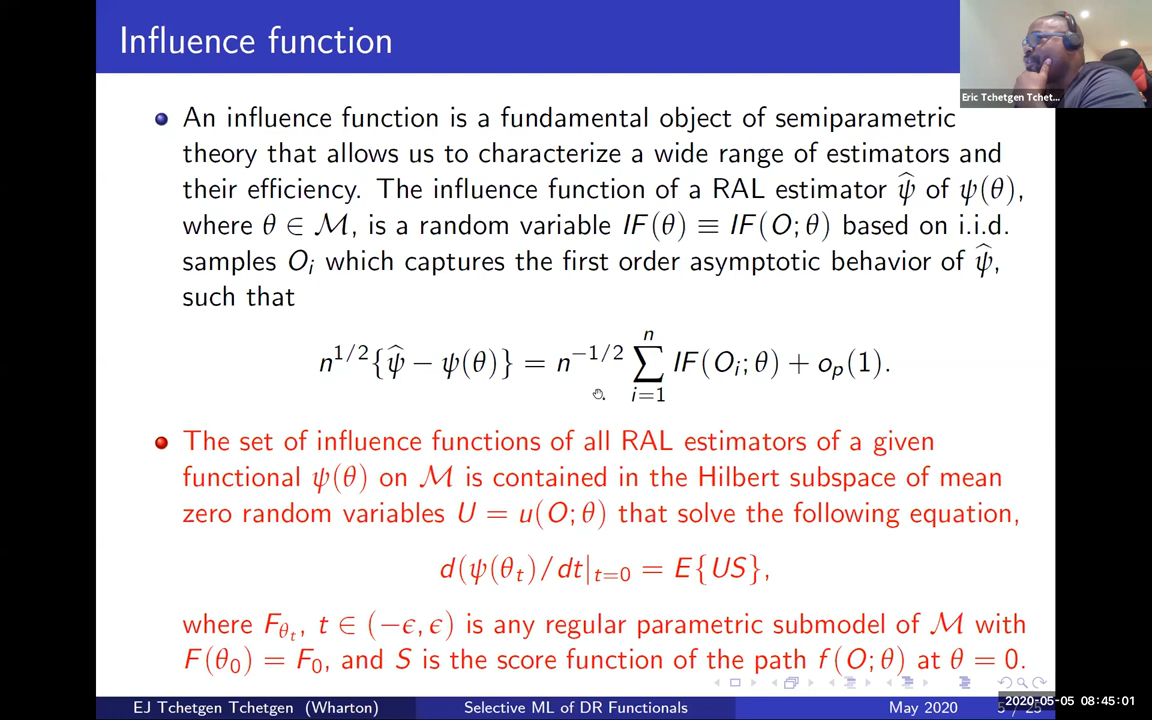 Influence function
Eric Tchetgen Tchet...
An influence function is a fundamental object of semiparametric
theory that allows us to characterize a wide range of estimators and
their efficiency. The influence function of a RAL estimator ψ̂ of ψ(θ),
where θ ∈ ℳ, is a random variable IF(θ) ≡ IF(O; θ) based on i.i.d.
samples Oᵢ which captures the first order asymptotic behavior of ψ̂,
such that
n^{1/2}{ψ̂ − ψ(θ)} = n^{−1/2} ∑_{i=1}^{n} IF(Oᵢ; θ) + o_p(1).
The set of influence functions of all RAL estimators of a given
functional ψ(θ) on ℳ is contained in the Hilbert subspace of mean
zero random variables U = u(O; θ) that solve the following equation,
d(ψ(θ_t)/dt|_{t=0} = E{US},
where F_{θ_t}, t ∈ (−ϵ, ϵ) is any regular parametric submodel of ℳ with
F(θ₀) = F₀, and S is the score function of the path f(O; θ) at θ = 0.
EJ Tchetgen Tchetgen (Wharton)
Selective ML of DR Functionals
May 2020
2020-05-05 08:45:01